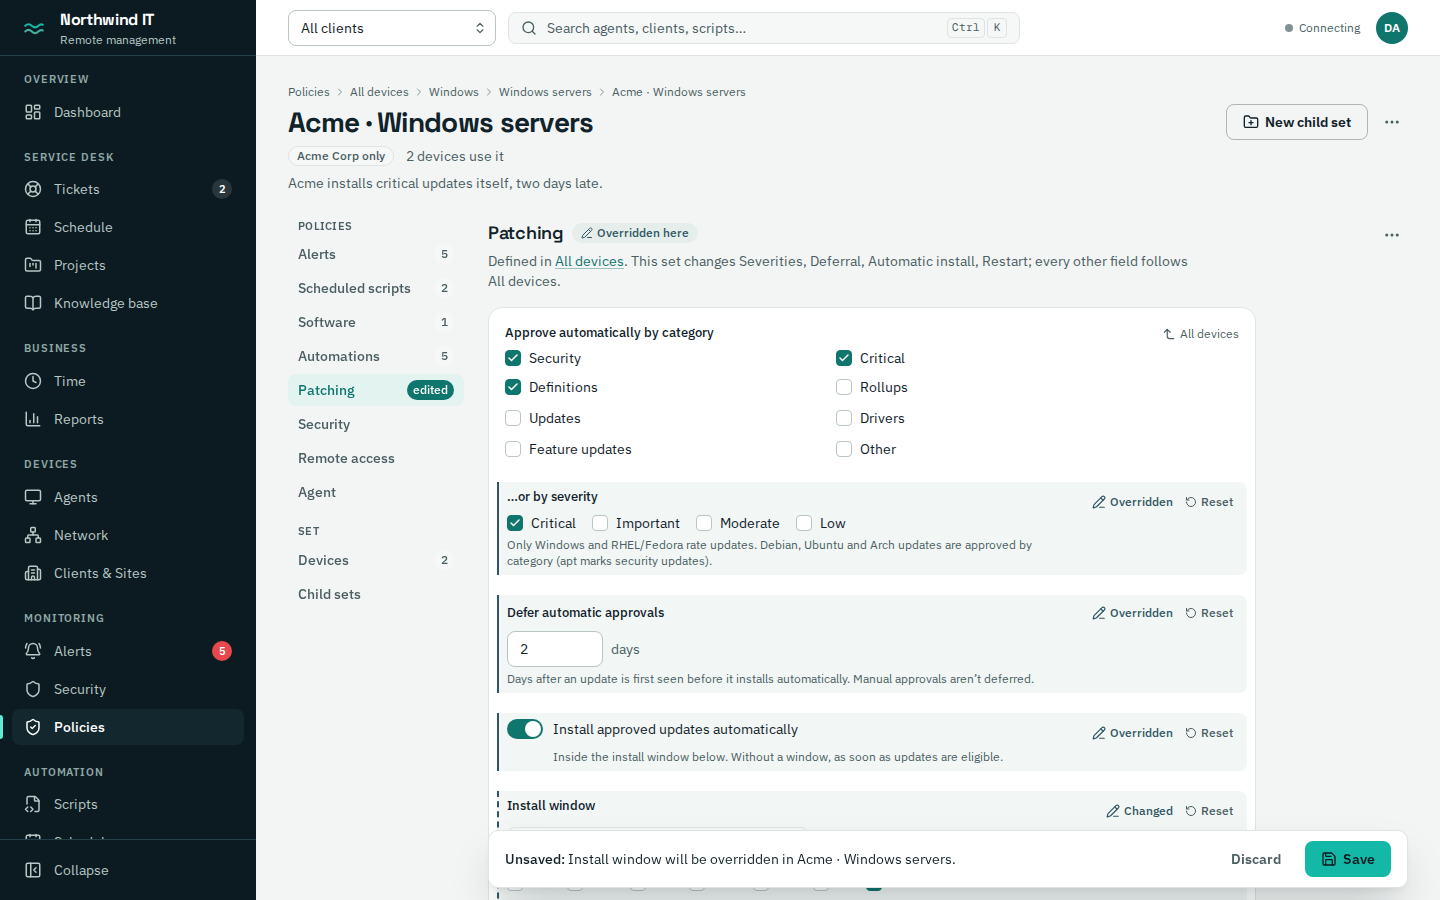 Northwind IT
Remote management
OVERVIEW
Dashboard
SERVICE DESK
Tickets
2
Schedule
Projects
Knowledge base
BUSINESS
Time
Reports
DEVICES
Agents
Network
Clients & Sites
MONITORING
Alerts
5
Security
Policies
AUTOMATION
Scripts
Collapse
All clients
Search agents, clients, scripts...
Ctrl K
Connecting
DA
Policies > All devices > Windows > Windows servers > Acme · Windows servers
Acme · Windows servers
New child set
Acme Corp only
2 devices use it
Acme installs critical updates itself, two days late.
POLICIES
Alerts 5
Scheduled scripts 2
Software 1
Automations 5
Patching edited
Security
Remote access
Agent
SET
Devices 2
Child sets
Patching
Overridden here
Defined in All devices. This set changes Severities, Deferral, Automatic install, Restart; every other field follows
All devices.
Approve automatically by category
All devices
Security
Critical
Definitions
Rollups
Updates
Drivers
Feature updates
Other
...or by severity
Overridden
Reset
Critical
Important
Moderate
Low
Only Windows and RHEL/Fedora rate updates. Debian, Ubuntu and Arch updates are approved by
category (apt marks security updates).
Defer automatic approvals
Overridden
Reset
2
days
Days after an update is first seen before it installs automatically. Manual approvals aren't deferred.
Install approved updates automatically
Overridden
Reset
Inside the install window below. Without a window, as soon as updates are eligible.
Install window
Changed
Reset
Unsaved: Install window will be overridden in Acme · Windows servers.
Discard
Save